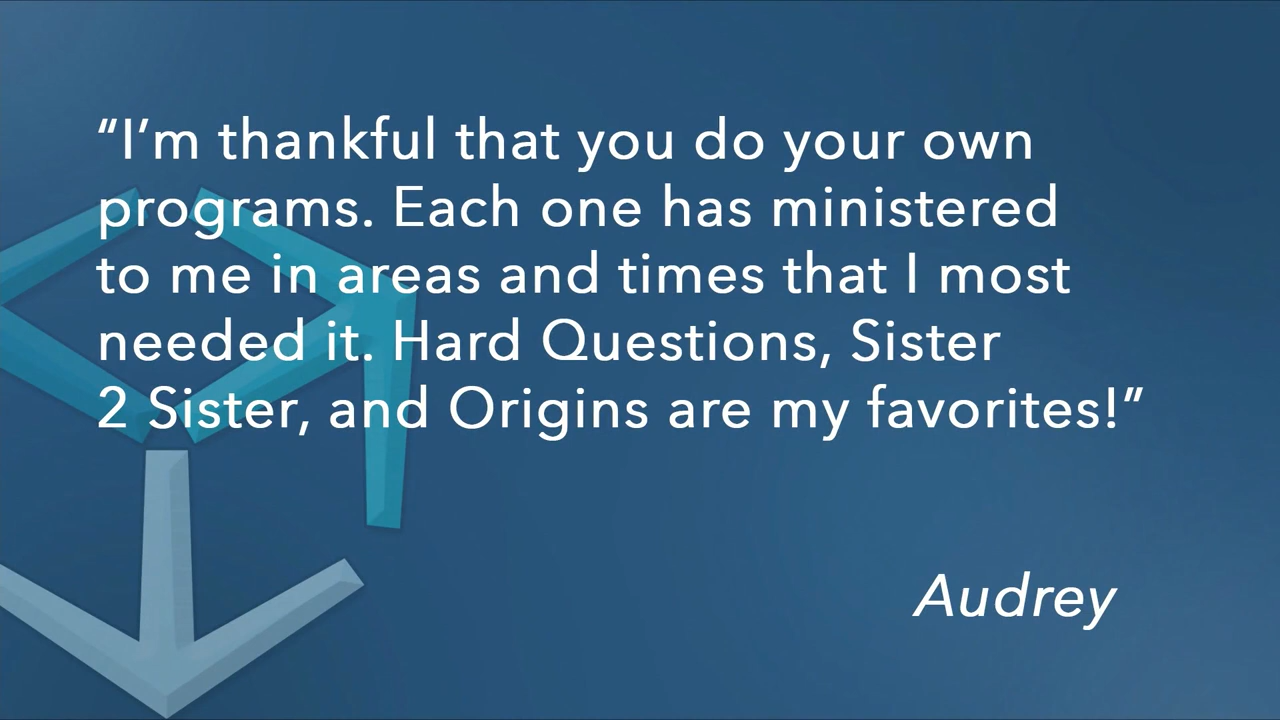 “I’m thankful that you do your own
programs. Each one has ministered
to me in areas and times that I most
needed it. Hard Questions, Sister
2 Sister, and Origins are my favorites!”
Audrey